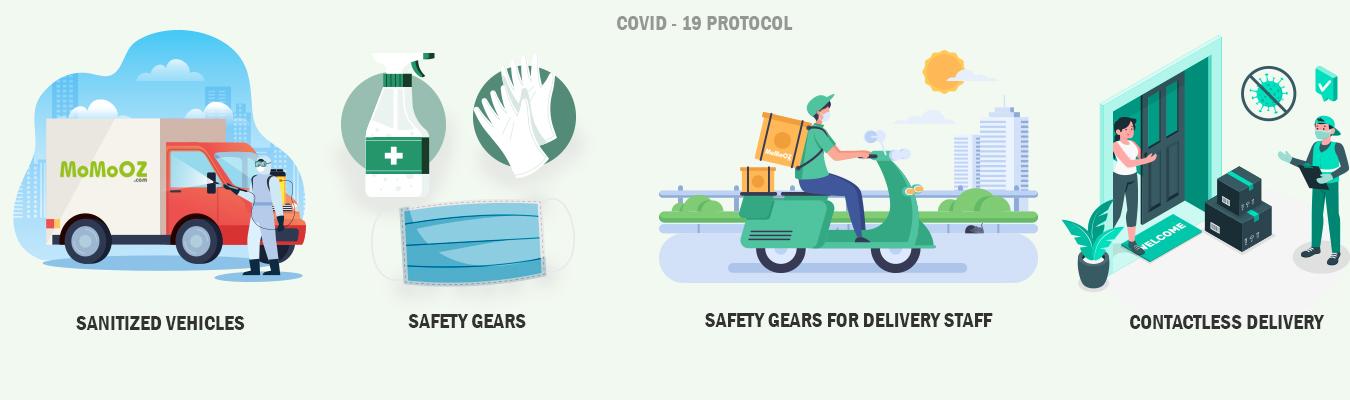 COVID - 19 PROTOCOL
MoMoOZ
.com
MoMoOZ
WELCOME
SANITIZED VEHICLES
SAFETY GEARS
SAFETY GEARS FOR DELIVERY STAFF
CONTACTLESS DELIVERY